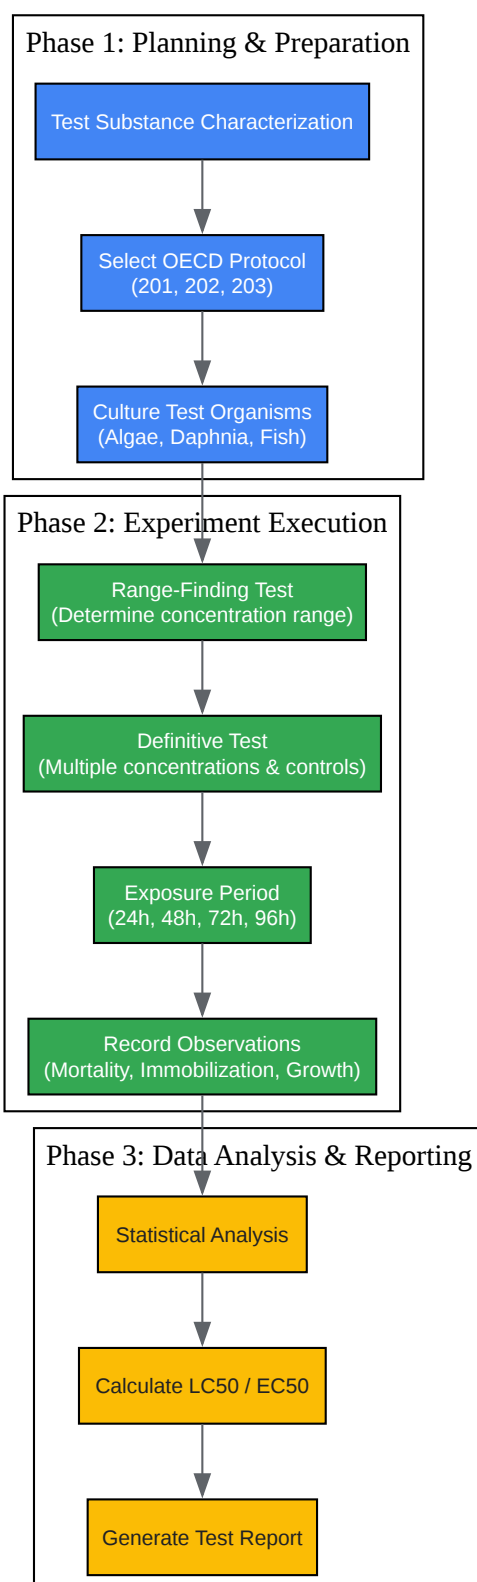 Phase 1: Planning & Preparation
Test Substance Characterization
Select OECD Protocol
(201, 202, 203)
Culture Test Organisms
(Algae, Daphnia, Fish)
Phase 2: Experiment Execution
Range-Finding Test
(Determine concentration range)
Definitive Test
(Multiple concentrations & controls)
Exposure Period
(24h, 48h, 72h, 96h)
Record Observations
(Mortality, Immobilization, Growth)
Phase 3: Data Analysis & Reporting
Statistical Analysis
Calculate LC50 / EC50
Generate Test Report